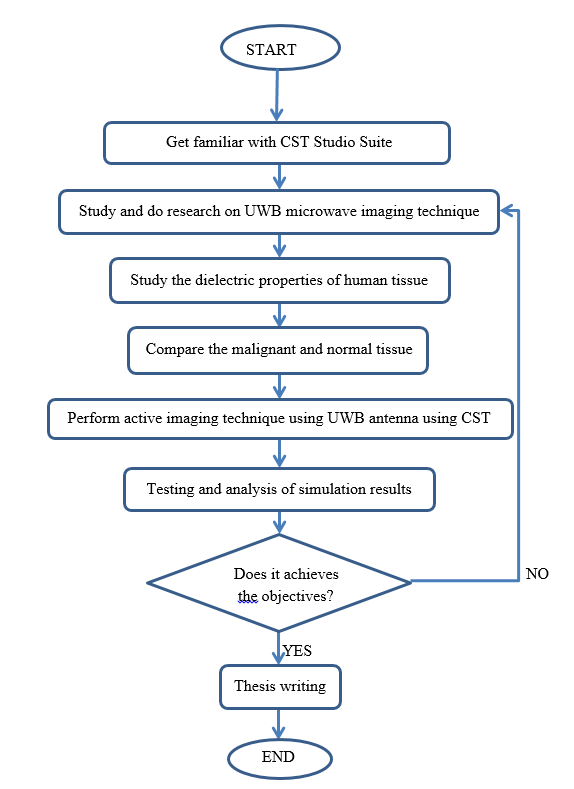 START
Get familiar with CST Studio Suite
Study and do research on UWB microwave imaging technique
Study the dielectric properties of human tissue
Compare the malignant and normal tissue
Perform active imaging technique using UWB antenna using CST
Testing and analysis of simulation results
Does it achieves
the objectives?
NO
YES
Thesis writing
END